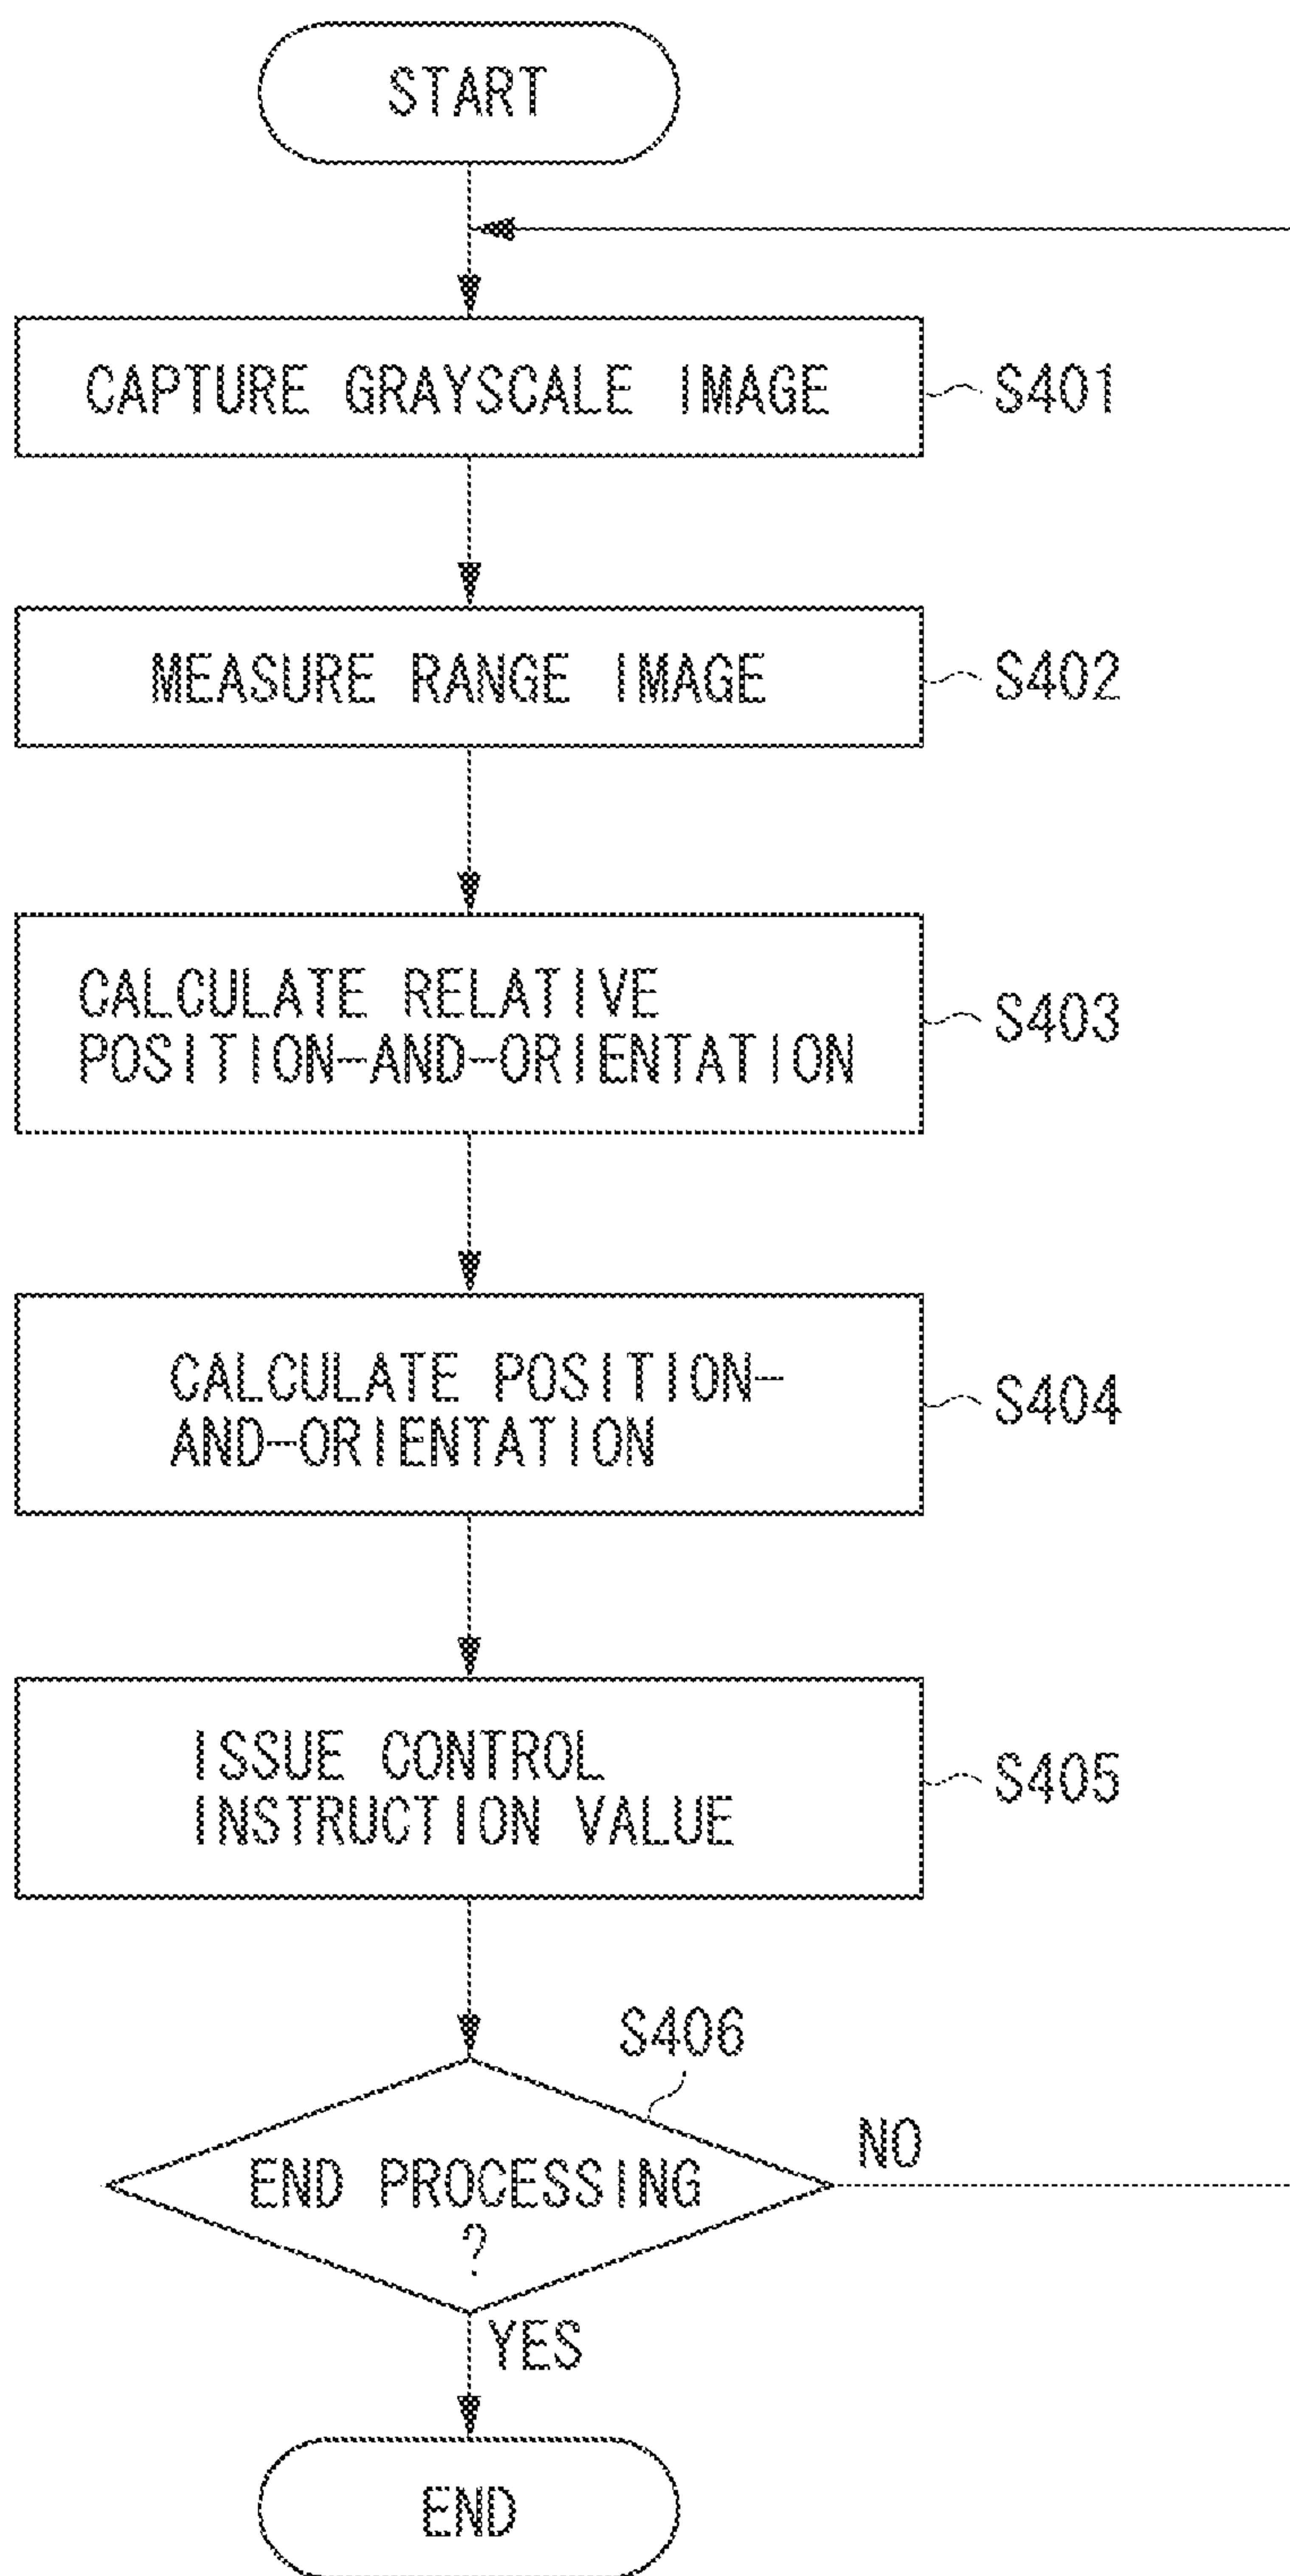 START
CAPTURE GRAYSCALE IMAGE
S401
MEASURE RANGE IMAGE
S402
CALCULATE RELATIVE
POSITION-AND-ORIENTATION
S403
CALCULATE POSITION-
AND-ORIENTATION
S404
ISSUE CONTROL
INSTRUCTION VALUE
S405
S406
END PROCESSING
?
NO
YES
END